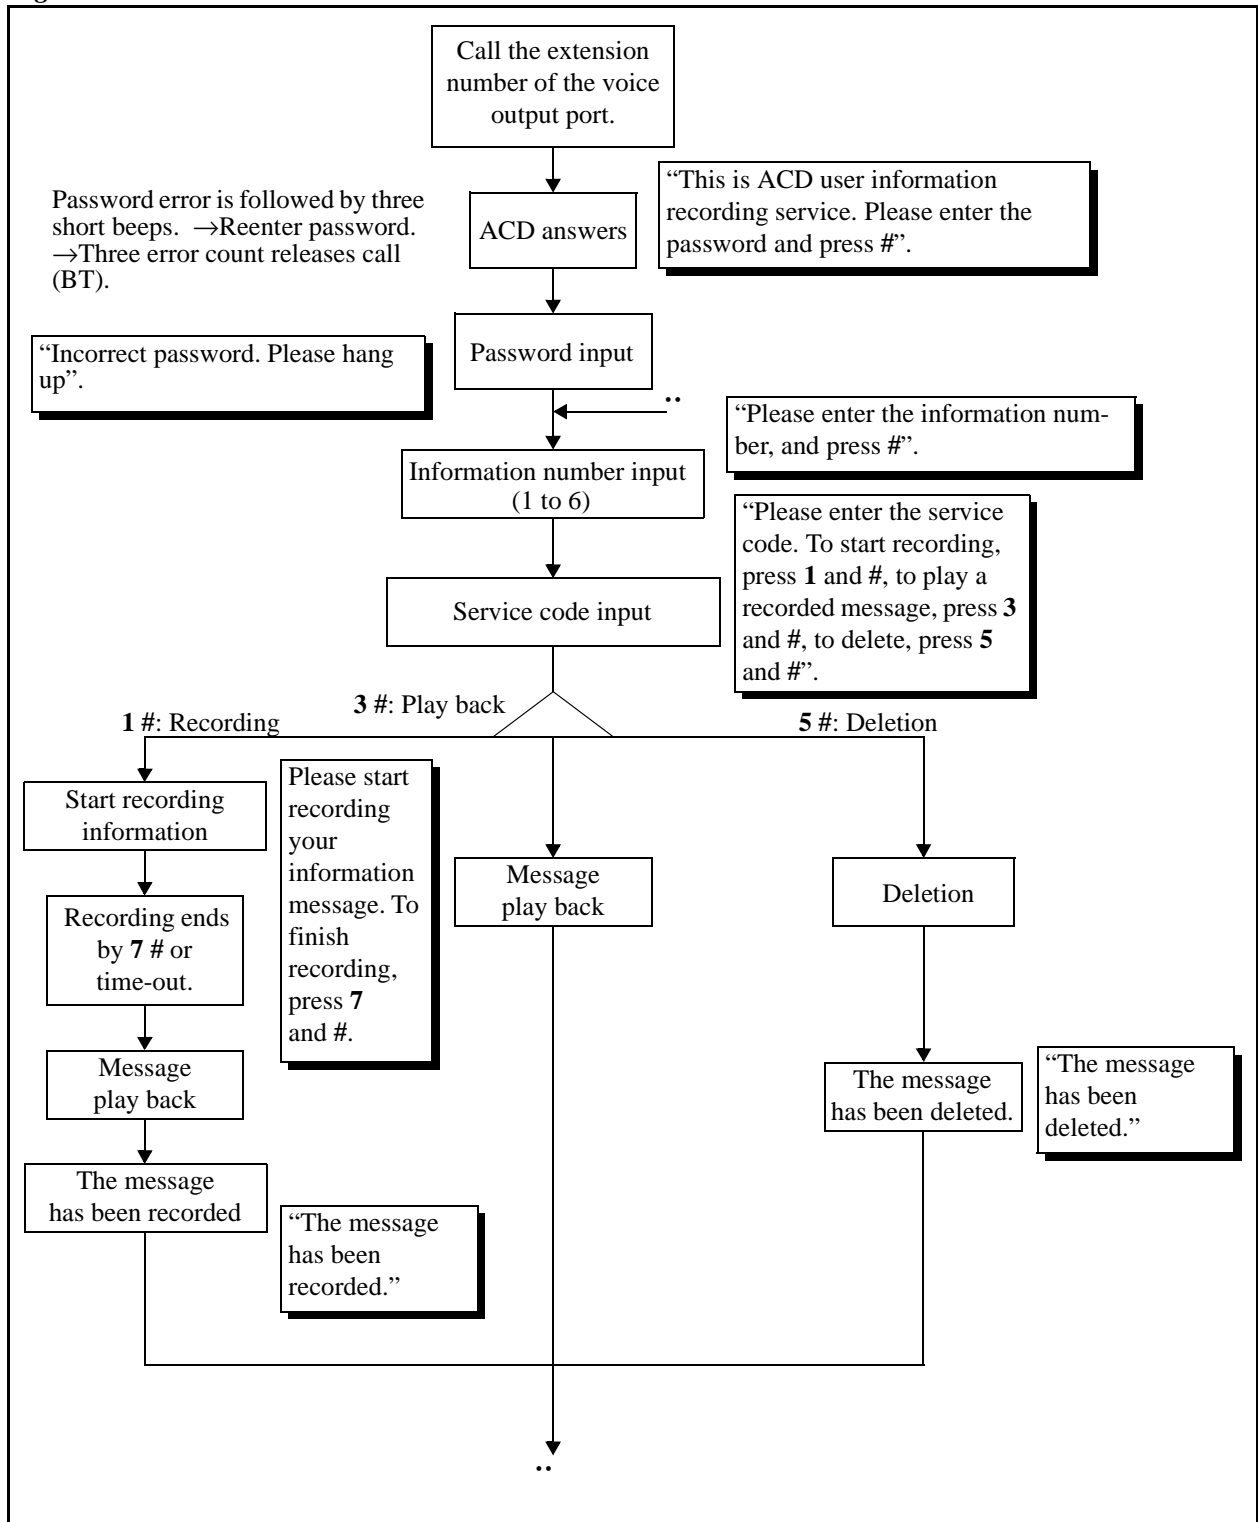 Call the extension
number of the voice
output port.
Password error is followed by three
short beeps. →Reenter password.
→Three error count releases call
(BT).
ACD answers
“This is ACD user information
recording service. Please enter the
password and press #”.
“Incorrect password. Please hang
up”.
Password input
..
“Please enter the information num-
ber, and press #”.
Information number input
(1 to 6)
“Please enter the service
code. To start recording,
press 1 and #, to play a
recorded message, press 3
and #, to delete, press 5
and #”.
Service code input
3 #: Play back
1 #: Recording
5 #: Deletion
Start recording
information
Please start
recording
your
information
message. To
finish
recording,
press 7
and #.
Message
play back
Deletion
Recording ends
by 7 # or
time-out.
Message
play back
The message
has been deleted.
“The message
has been
deleted.”
The message
has been recorded
“The message
has been
recorded.”
..